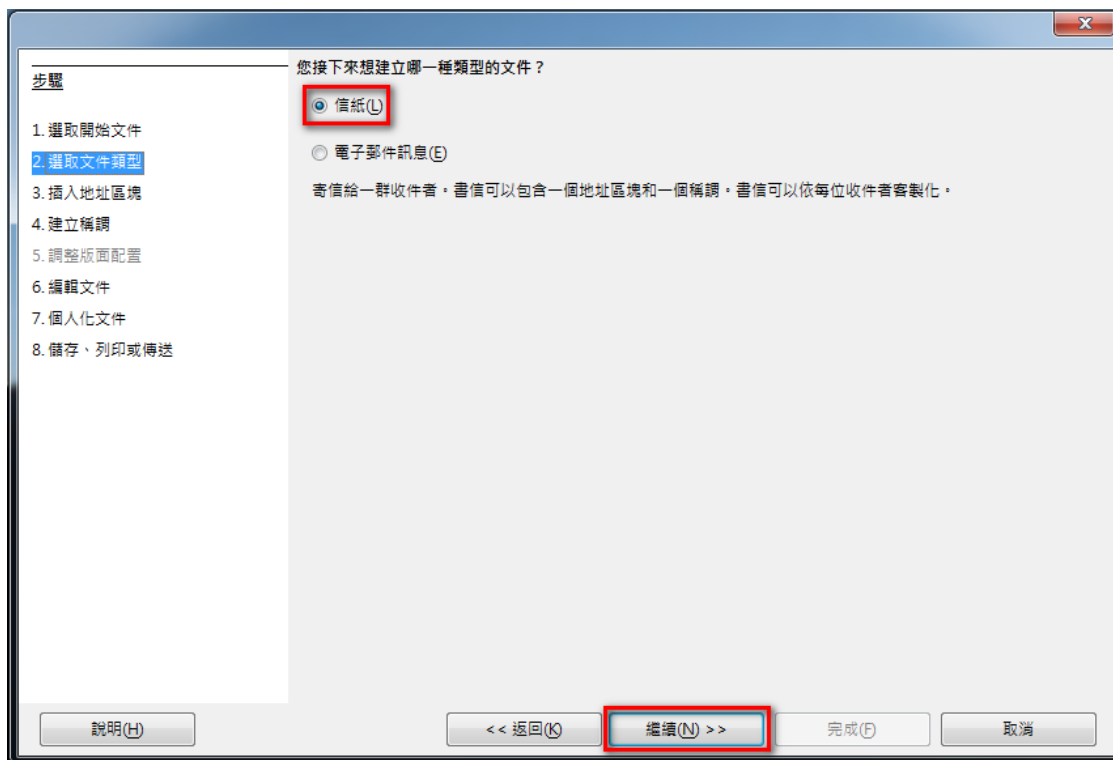 步驟
1. 選取開始文件
2. 選取文件類型
3. 插入地址區塊
4. 建立稱謂
5. 調整版面配置
6. 編輯文件
7. 個人化文件
8. 儲存、列印或傳送
您接下來想建立哪一種類型的文件？
信紙(L)
電子郵件訊息(E)
寄信給一群收件者。書信可以包含一個地址區塊和一個稱謂。書信可以依每位收件者客製化。
說明(H)
<< 返回(K)
繼續(N) >>
完成(F)
取消